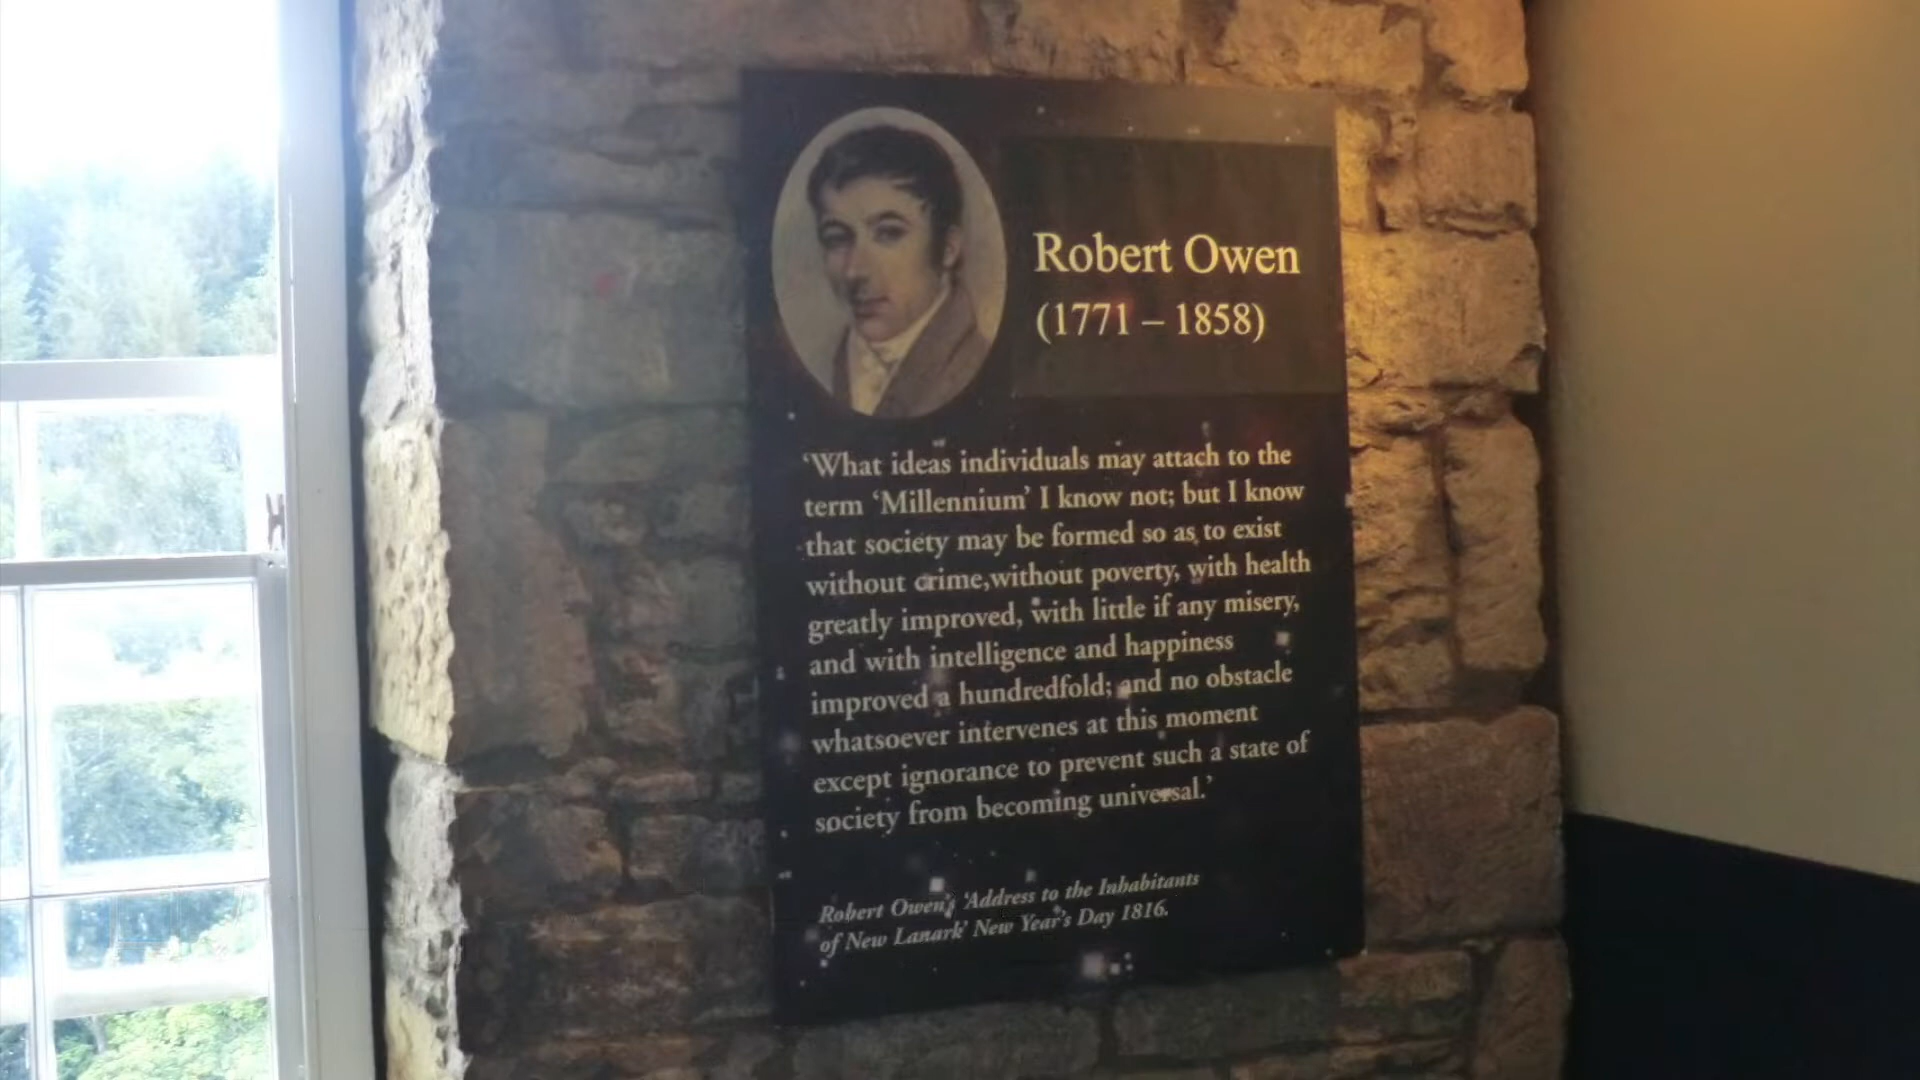 Robert Owen
(1771 – 1858)
‘What ideas individuals may attach to the
term ‘Millennium’ I know not; but I know
that society may be formed so as to exist
without crime,without poverty, with health
greatly improved, with little if any misery,
and with intelligence and happiness
improved a hundredfold; and no obstacle
whatsoever intervenes at this moment
except ignorance to prevent such a state of
society from becoming universal.’
Robert Owen's ‘Address to the Inhabitants
of New Lanark’ New Year's Day 1816.